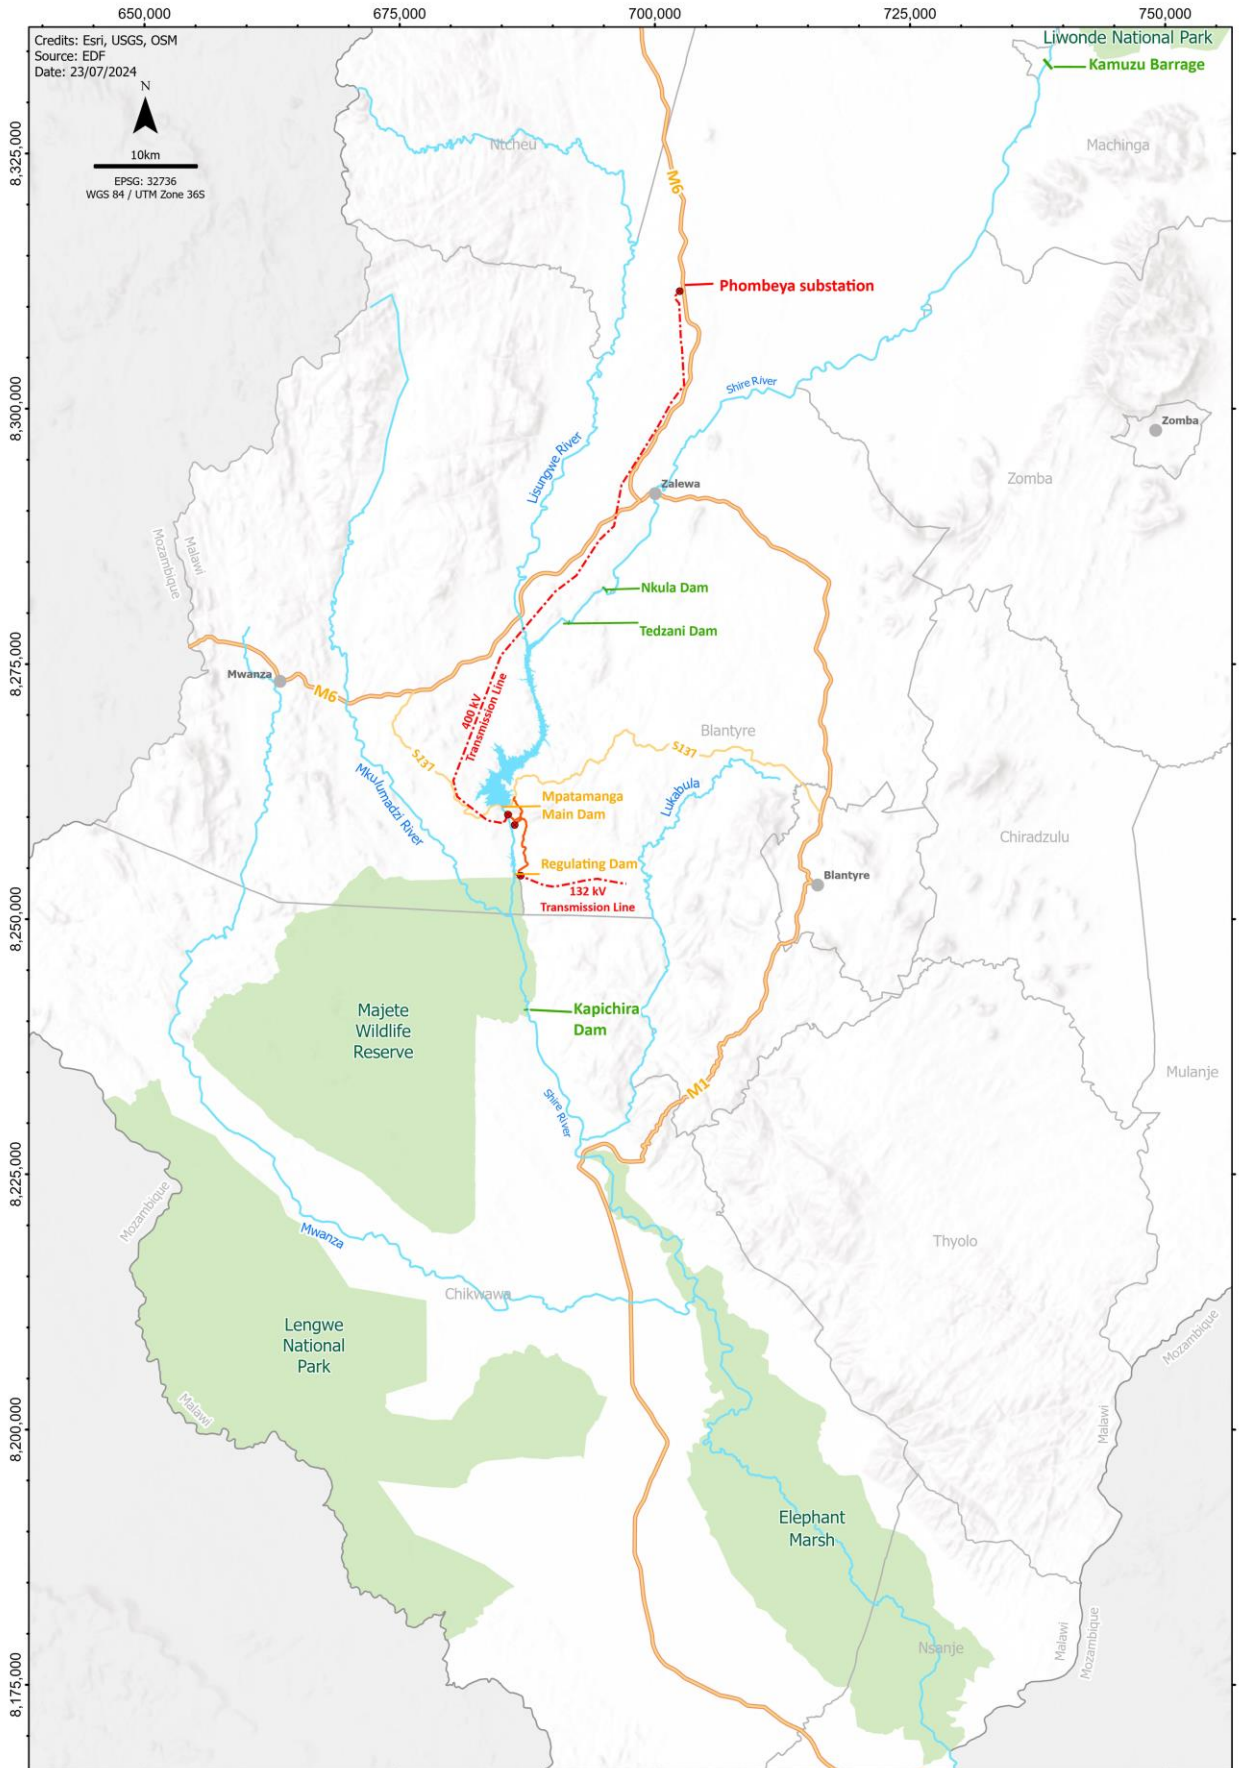 650,000
675,000
700,000
725,000
750,000
Credits: Esri, USGS, OSM
Source: EDF
Date: 23/07/2024
N
10km
EPSG: 32736
WGS 84 / UTM Zone 36S
Liwonde National Park
Kamuzu Barrage
8,325,000
Ntcheu
Machinga
M6
Phombeya substation
Shire River
8,300,000
Zomba
Lisungwe River
Zalewa
Zomba
Mozambique
Malawi
Nkula Dam
Tedzani Dam
8,275,000
Mwanza
M6
400 kV
Transmission Line
Blantyre
S137
S137
Mkulumadzi River
Lukabula
Mpatamanga
Main Dam
Chiradzulu
Regulating Dam
Blantyre
132 kV
Transmission Line
8,250,000
Majete
Wildlife
Reserve
Kapichira
Dam
M1
Mulanje
Shire River
8,225,000
Mozambique
Mwanza
Thyolo
Chikwawa
Lengwe
National
Park
Mozambique
Malawi
Malawi
8,200,000
Elephant
Marsh
Nsanje
Malawi
Mozambique
8,175,000